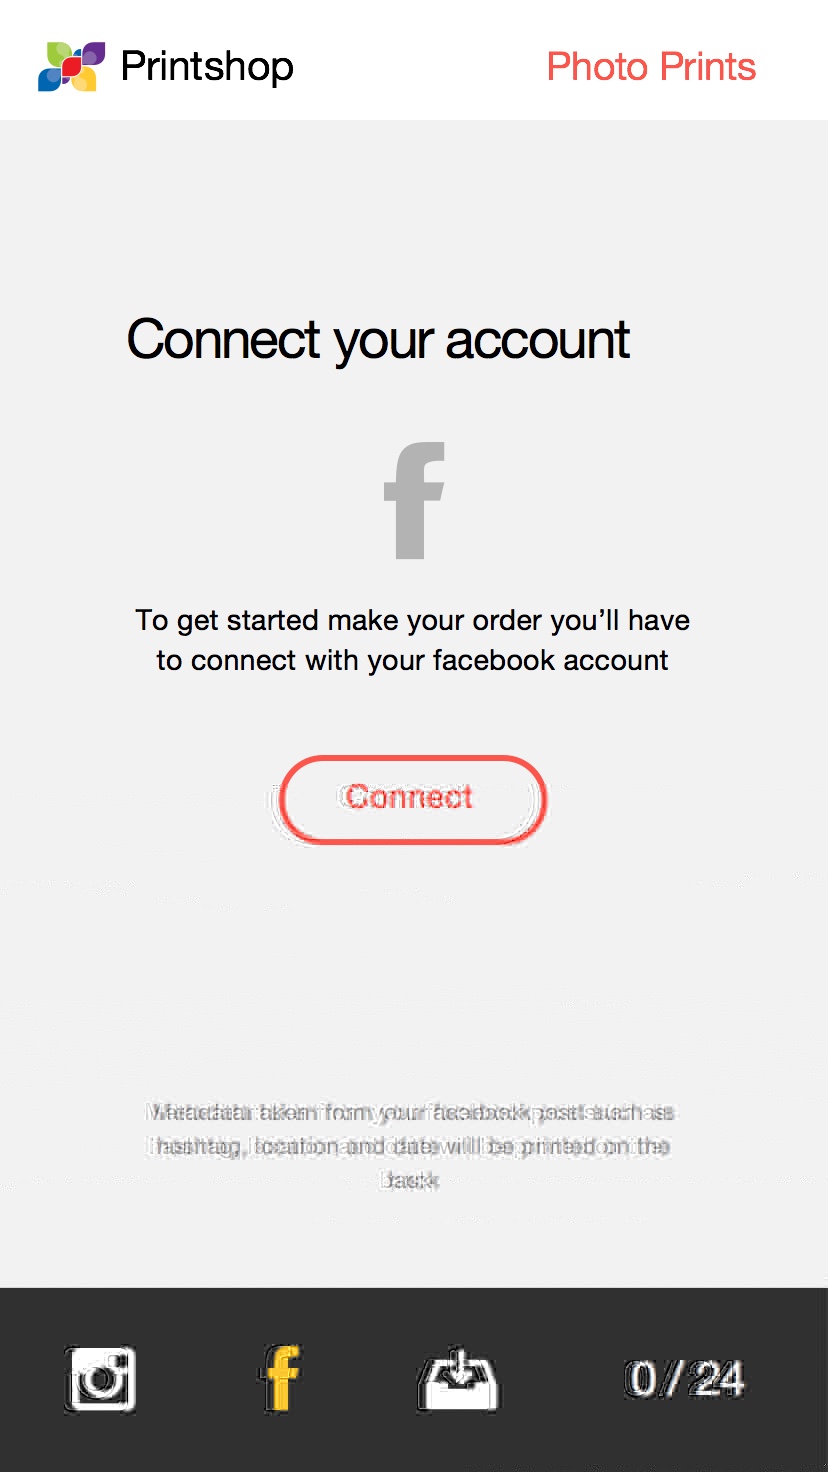 Printshop
Photo Prints
Connect your account
f
To get started make your order you’ll have
to connect with your facebook account
Connect
Metadata taken from your facebook post such as
hashtag, location and date will be printed on the
back
f
0 / 24